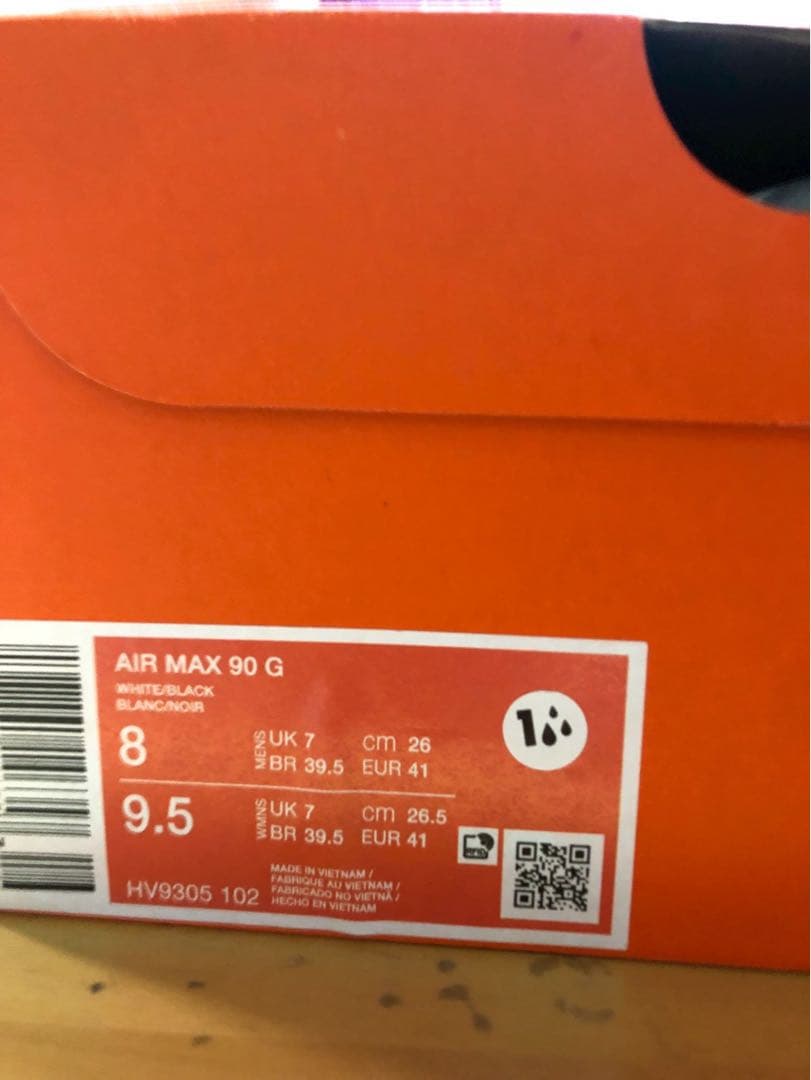 AIR MAX 90 G
WHITE/BLACK
BLANC/NOIR
8 MENS UK 7 cm 26
BR 39.5 EUR 41
9.5 WMNS UK 7 cm 26.5
BR 39.5 EUR 41
HV9305 102
MADE IN VIETNAM /
FABRIQUE AU VIETNAM /
FABRICADO NO VIETNÃ /
HECHO EN VIETNAM
1